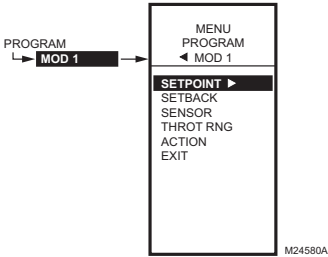 PROGRAM
MOD 1
MENU
PROGRAM
◄ MOD 1
SETPOINT ►
SETBACK
SENSOR
THROT RNG
ACTION
EXIT
M24580A